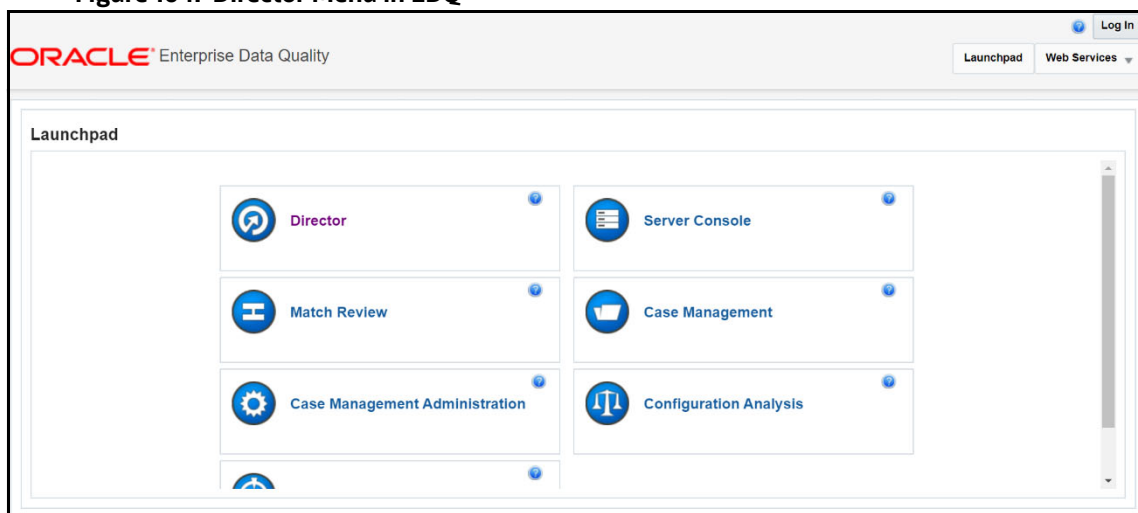 Log In
ORACLE Enterprise Data Quality
Launchpad Web Services
Launchpad
Director Server Console
Match Review Case Management
Case Management Administration Configuration Analysis